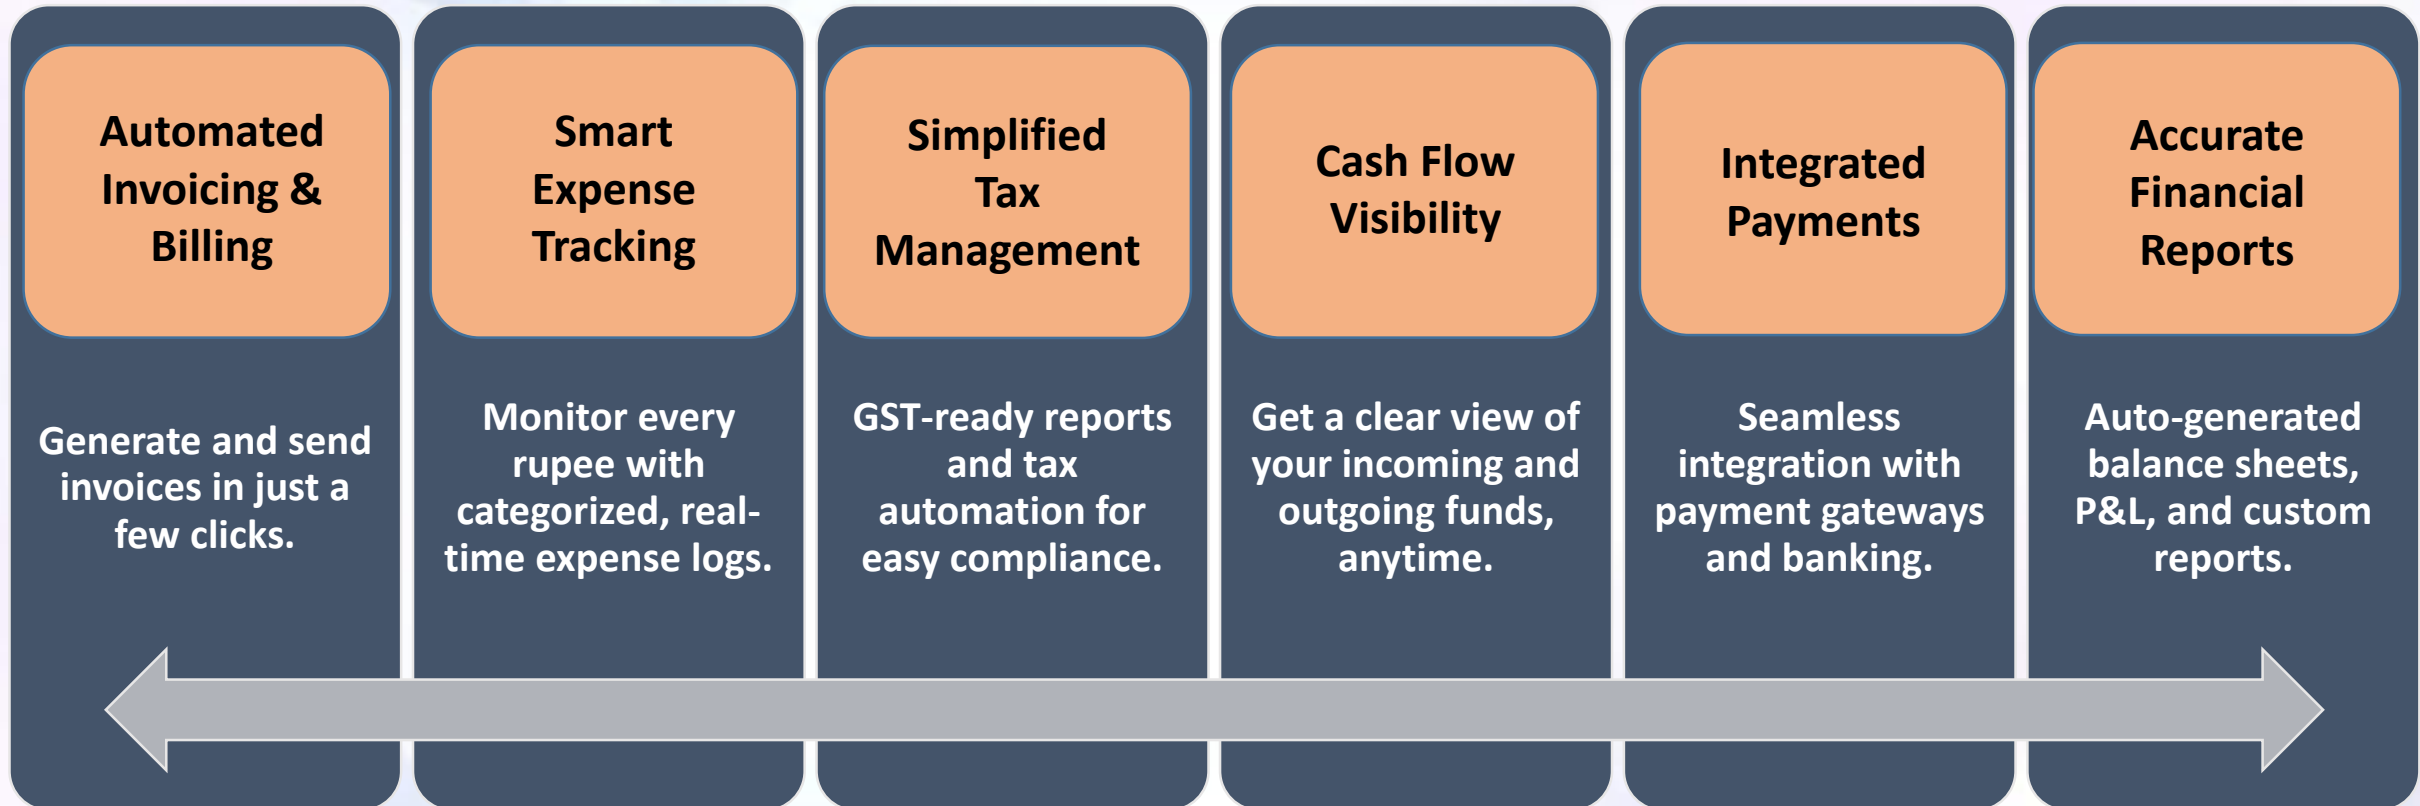 Automated
Invoicing &
Billing
Generate and send
invoices in just a
few clicks.
Smart
Expense
Tracking
Monitor every
rupee with
categorized, real-
time expense logs.
Simplified
Tax
Management
GST-ready reports
and tax
automation for
easy compliance.
Cash Flow
Visibility
Get a clear view of
your incoming and
outgoing funds,
anytime.
Integrated
Payments
Seamless
integration with
payment gateways
and banking.
Accurate
Financial
Reports
Auto-generated
balance sheets,
P&L, and custom
reports.